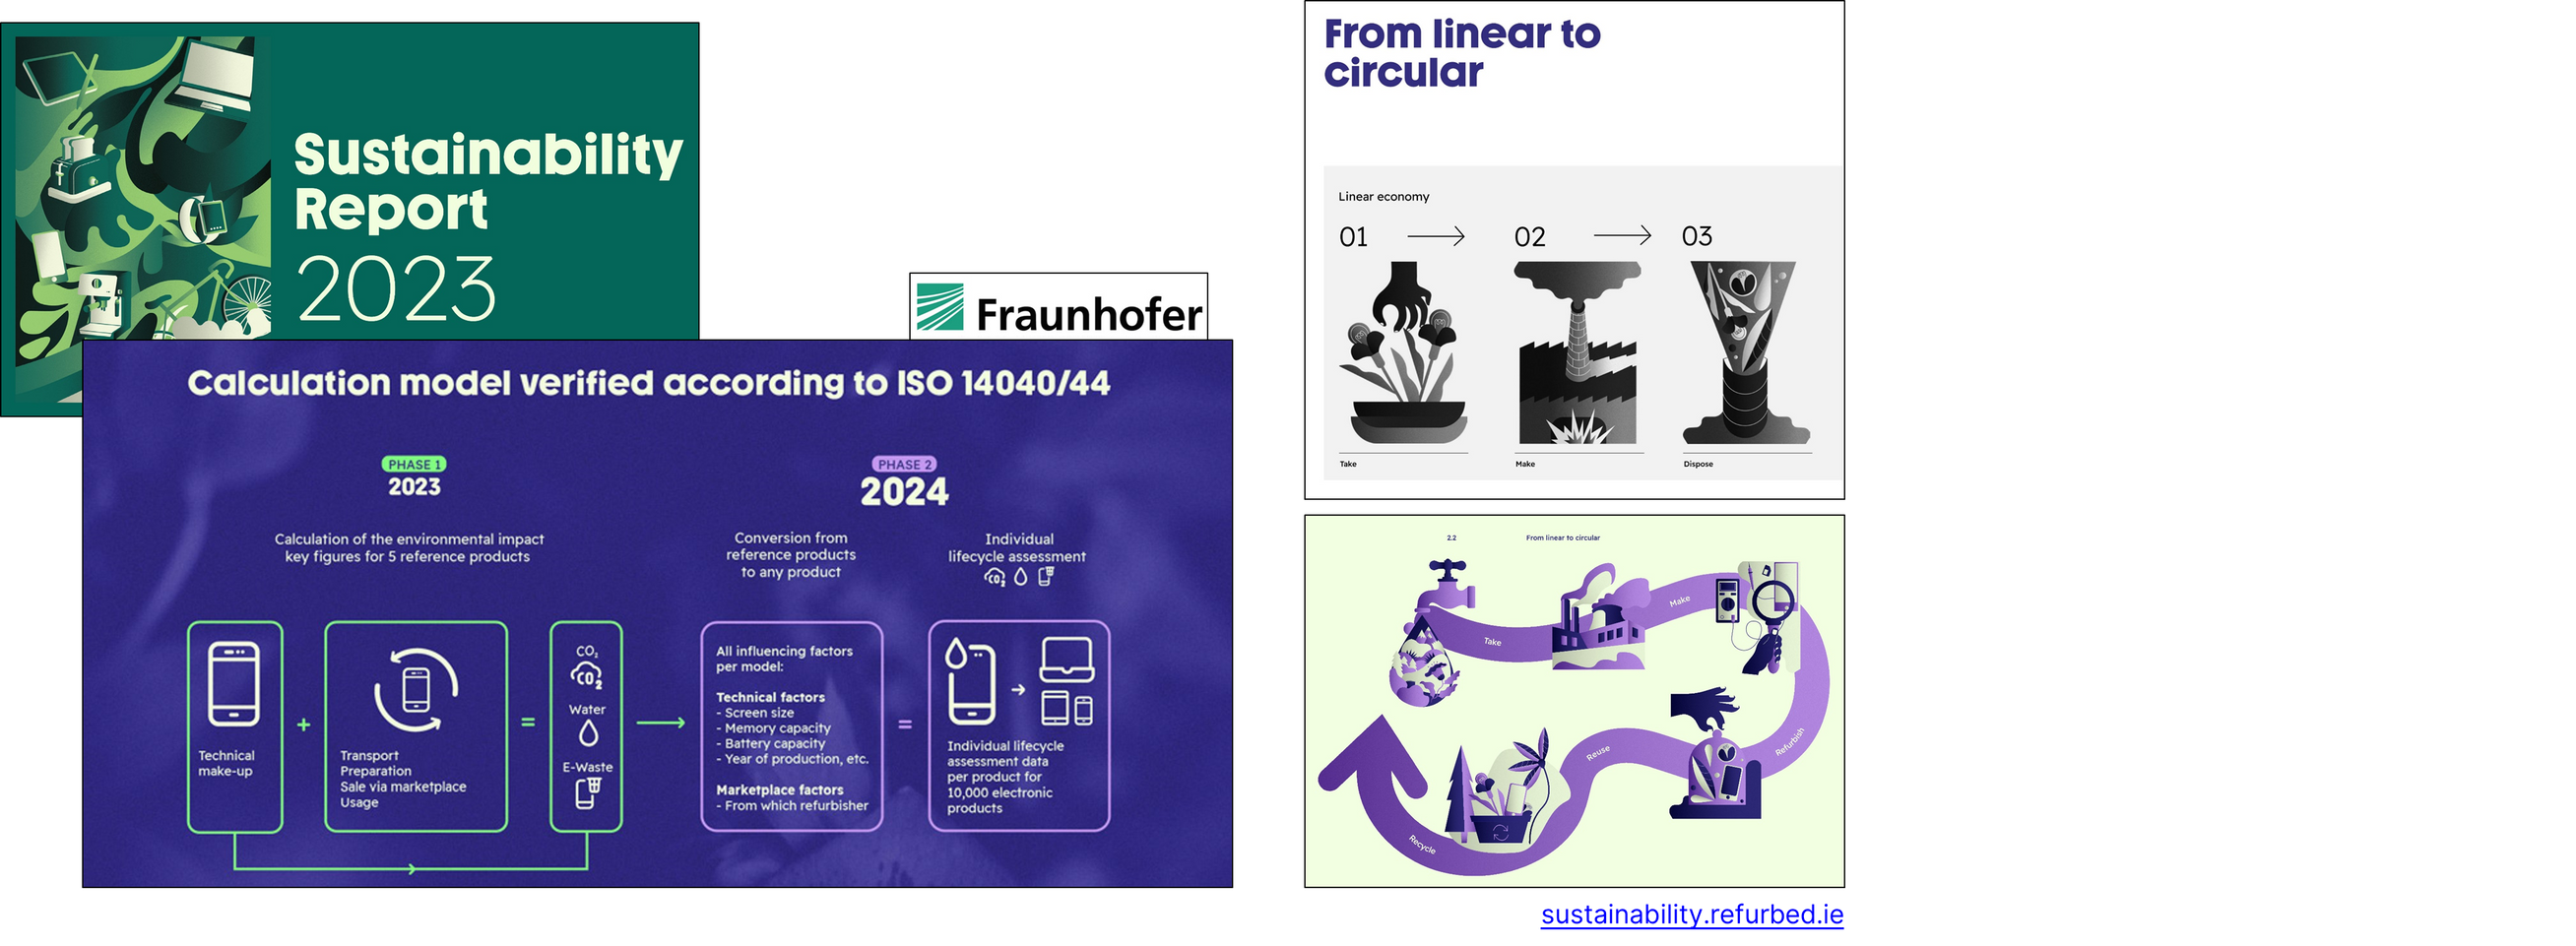 Sustainability
Report
2023
Fraunhofer
Calculation model verified according to ISO 14040/44
PHASE 1
2023
Calculation of the environmental impact
key figures for 5 reference products
PHASE 2
2024
Conversion from
reference products
to any product
Individual
lifecycle assessment
CO₂
Technical
make-up
+
Transport
Preparation
Sale via marketplace
Usage
=
CO₂
CO₂
Water
E-Waste
All influencing factors
per model:
Technical factors
- Screen size
- Memory capacity
- Battery capacity
- Year of production, etc.
Marketplace factors
- From which refurbisher
=
Individual lifecycle
assessment data
per product for
10,000 electronic
products
From linear to
circular
Linear economy
01
02
03
Take
Make
Dispose
2.2
From linear to circular
Take
Make
Refurbish
Reuse
Recycle
sustainability.refurbed.ie